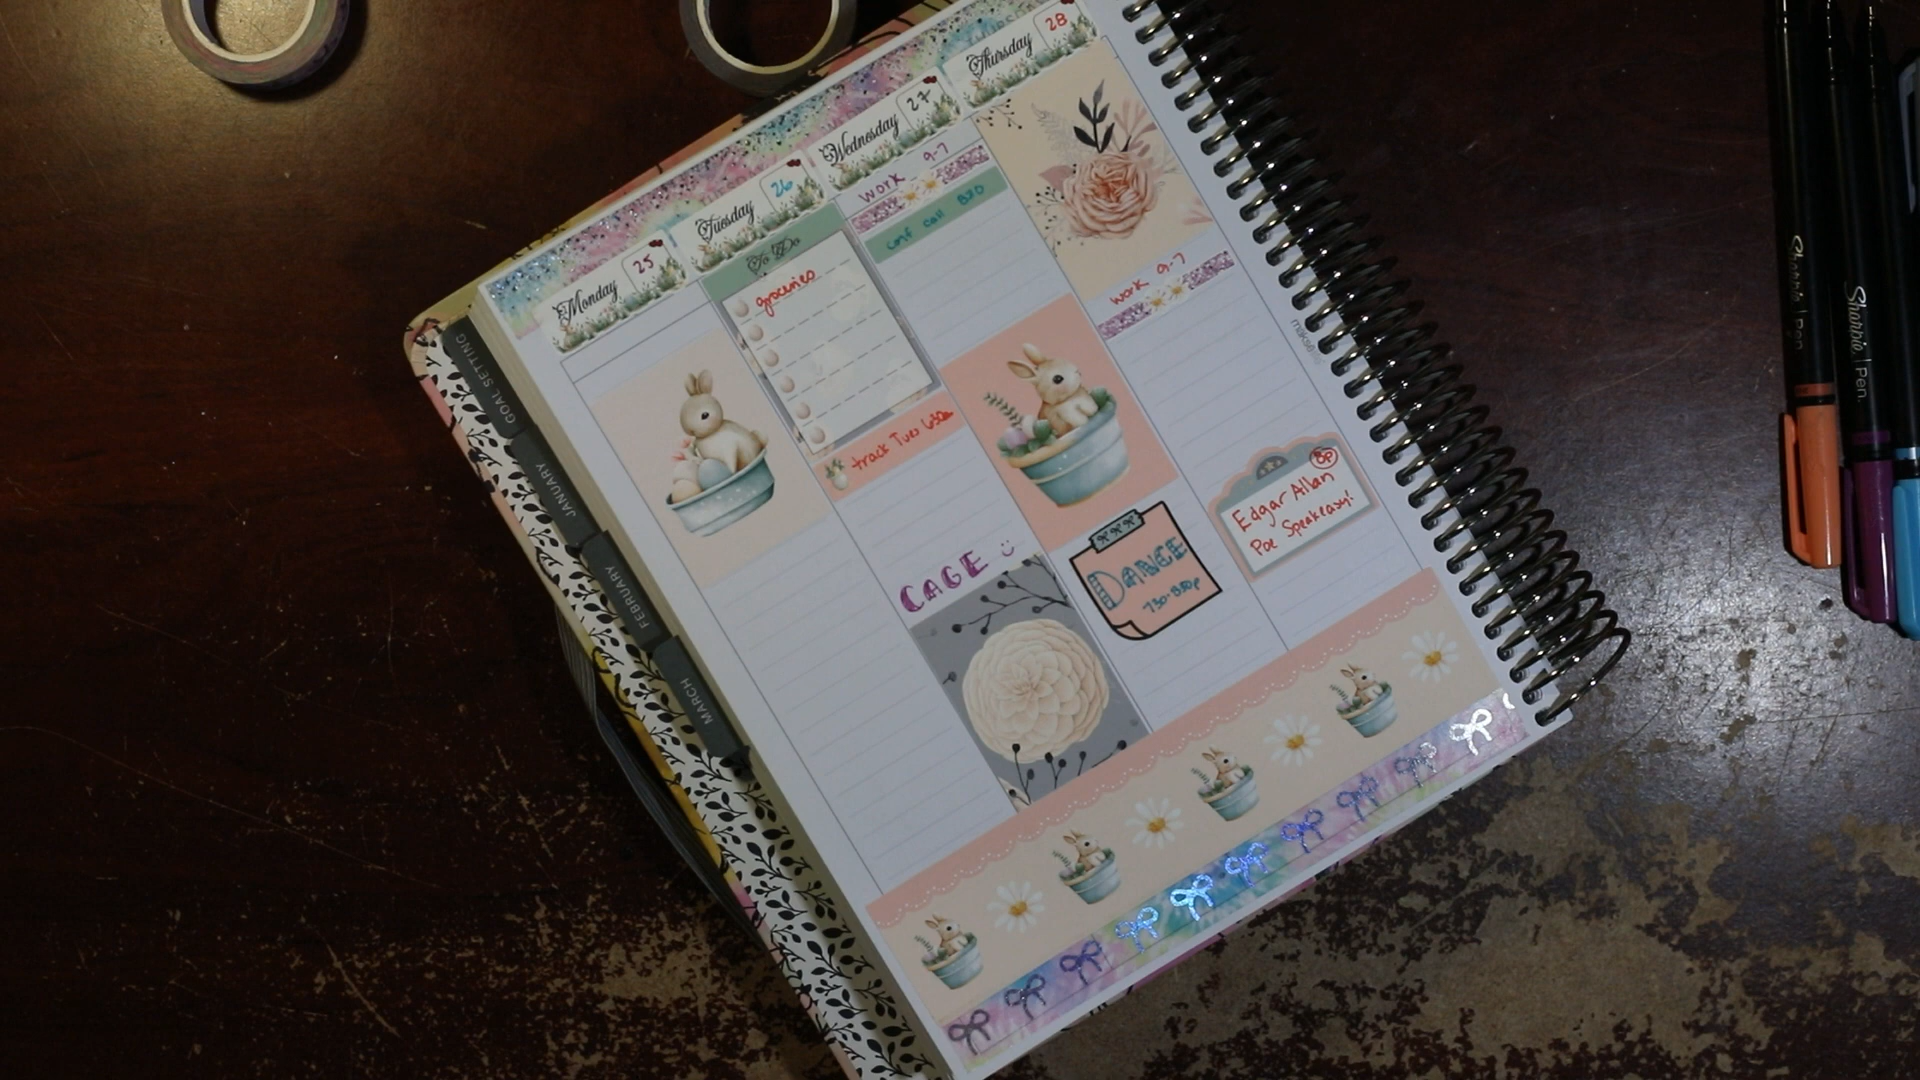 Monday 25
Tuesday 26
Wednesday 27
Thursday 28
To Do
groceries
track Tues
CAGE
work 9-7
conf call 830
DANCE
730-830p
work 9-7
8p
Edgar Allan
Poe Speakeasy!
GOAL SETTING
JANUARY
FEBRUARY
MARCH
Sharpie | Pen
Sharpie | Pen.